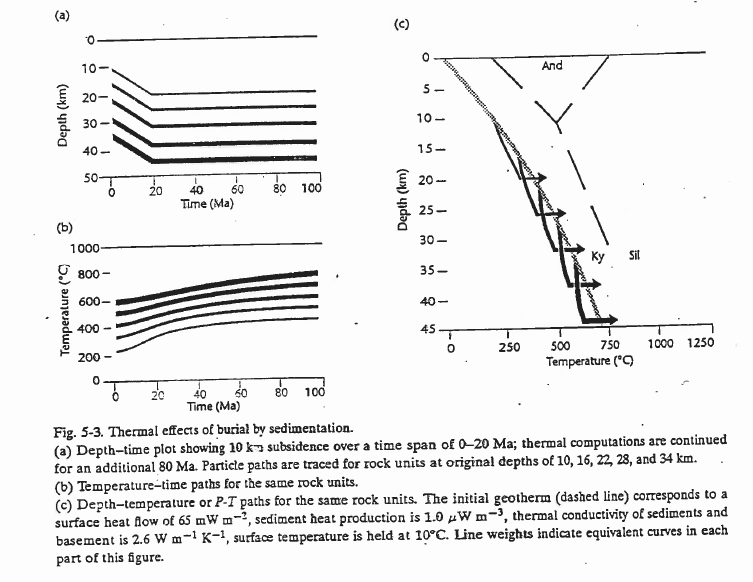 (a)
0
10
20
30
40
50
Depth (km)
0 20 40 60 80 100
Time (Ma)
(b)
1000
800
600
400
200
0
Temperature (°C)
0 20 40 60 80 100
Time (Ma)
(c)
0
5
10
15
20
25
30
35
40
45
Depth (km)
And
Ky Sil
0 250 500 750 1000 1250
Temperature (°C)
Fig. 5-3. Thermal effects of burial by sedimentation.
(a) Depth–time plot showing 10 km subsidence over a time span of 0–20 Ma; thermal computations are continued
for an additional 80 Ma. Particle paths are traced for rock units at original depths of 10, 16, 22, 28, and 34 km.
(b) Temperature–time paths for the same rock units.
(c) Depth–temperature or P-T paths for the same rock units. The initial geotherm (dashed line) corresponds to a
surface heat flow of 65 mW m⁻², sediment heat production is 1.0 μW m⁻³, thermal conductivity of sediments and
basement is 2.6 W m⁻¹ K⁻¹, surface temperature is held at 10°C. Line weights indicate equivalent curves in each
part of this figure.